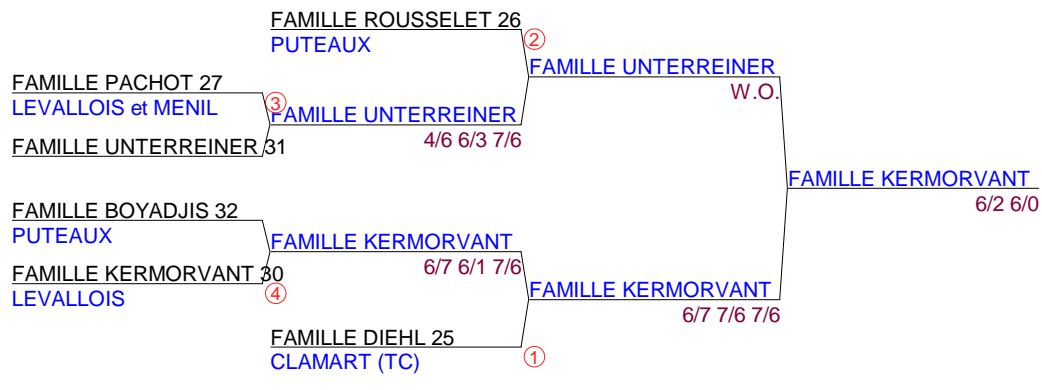 FAMILLE ROUSSELET 26
②
PUTEAUX
FAMILLE UNTERREINER
FAMILLE PACHOT 27
W.O.
③
LEVALLOIS et MENIL
FAMILLE UNTERREINER
4/6 6/3 7/6
FAMILLE UNTERREINER 31
FAMILLE KERMORVANT
6/2 6/0
FAMILLE BOYADJIS 32
PUTEAUX
FAMILLE KERMORVANT
6/7 6/1 7/6
FAMILLE KERMORVANT 30
④
LEVALLOIS
FAMILLE KERMORVANT
6/7 7/6 7/6
FAMILLE DIEHL 25
①
CLAMART (TC)